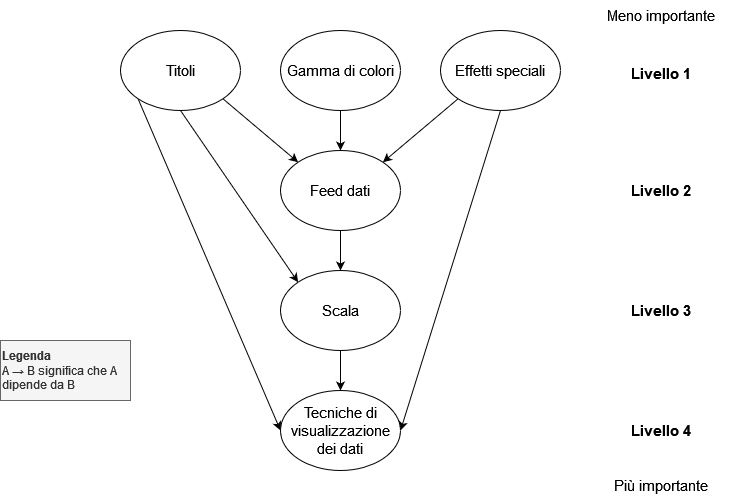 Meno importante
Titoli
Gamma di colori
Effetti speciali
Livello 1
Feed dati
Livello 2
Scala
Livello 3
Legenda
A → B significa che A
dipende da B
Tecniche di
visualizzazione
dei dati
Livello 4
Più importante